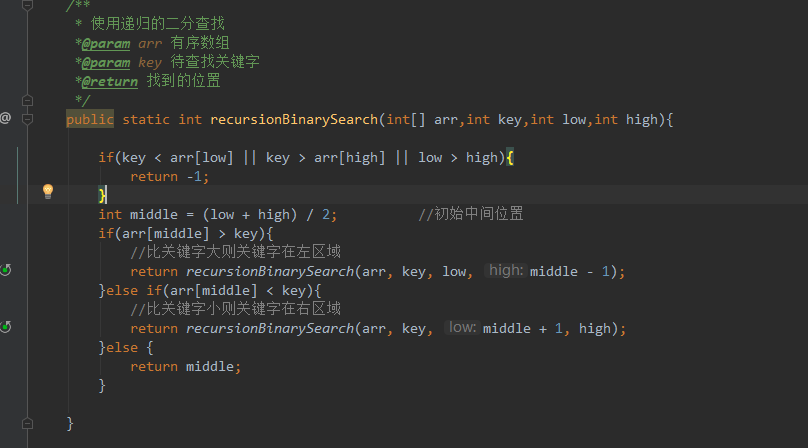 /**
* 使用递归的二分查找
*@param arr 有序数组
*@param key 待查找关键字
*@return 找到的位置
*/
@ public static int recursionBinarySearch(int[] arr,int key,int low,int high){
if(key < arr[low] || key > arr[high] || low > high){
return -1;
}
int middle = (low + high) / 2; //初始中间位置
if(arr[middle] > key){
//比关键字大则关键字在左区域
return recursionBinarySearch(arr, key, low, high: middle - 1);
}else if(arr[middle] < key){
//比关键字小则关键字在右区域
return recursionBinarySearch(arr, key, low: middle + 1, high);
}else {
return middle;
}
}